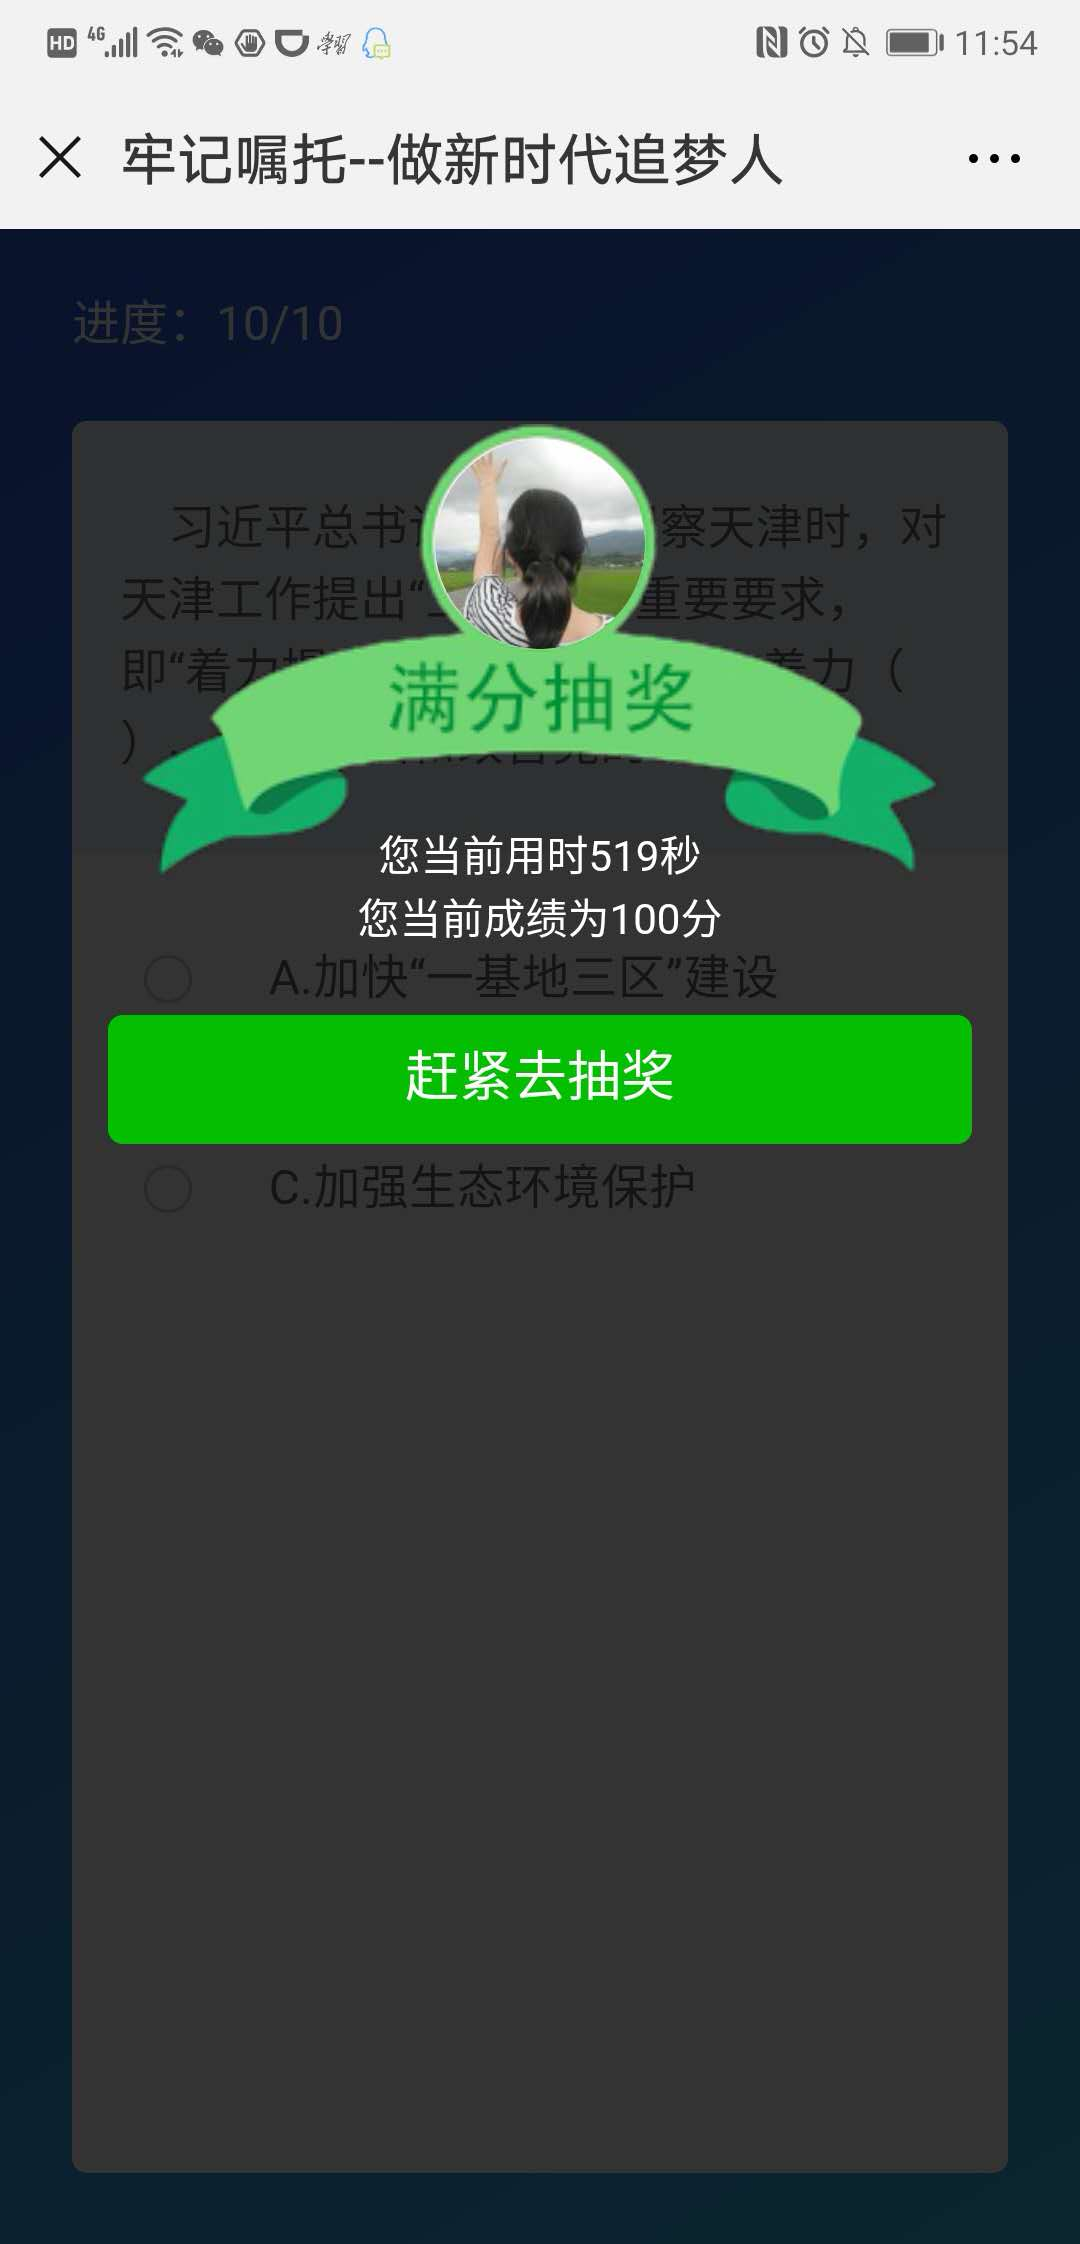 HD 4G 学习 11:54
牢记嘱托--做新时代追梦人
进度：10/10
习近平总书 察天津时，对
天津工作提出“ 重要要求，
即“着力 着力（
）
满分抽奖
您当前用时519秒
您当前成绩为100分
A.加快“一基地三区”建设
赶紧去抽奖
C.加强生态环境保护